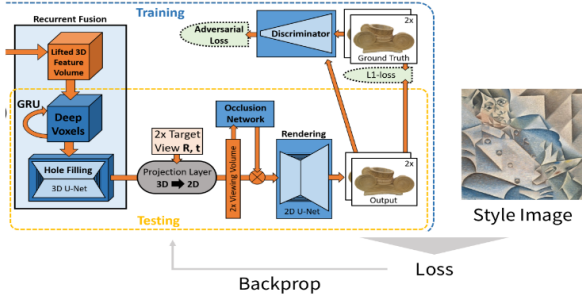 Recurrent Fusion
Training
Lifted 3D
Feature
Volume
GRU
Deep
Voxels
Hole Filling
3D U-Net
2x Target
View R, t
Projection Layer
3D ➡ 2D
2x Viewing Volume
Occlusion
Network
Rendering
2D U-Net
Adversarial
Loss
Discriminator
2x
Ground Truth
L1-loss
2x
Output
Testing
Style Image
Loss
Backprop